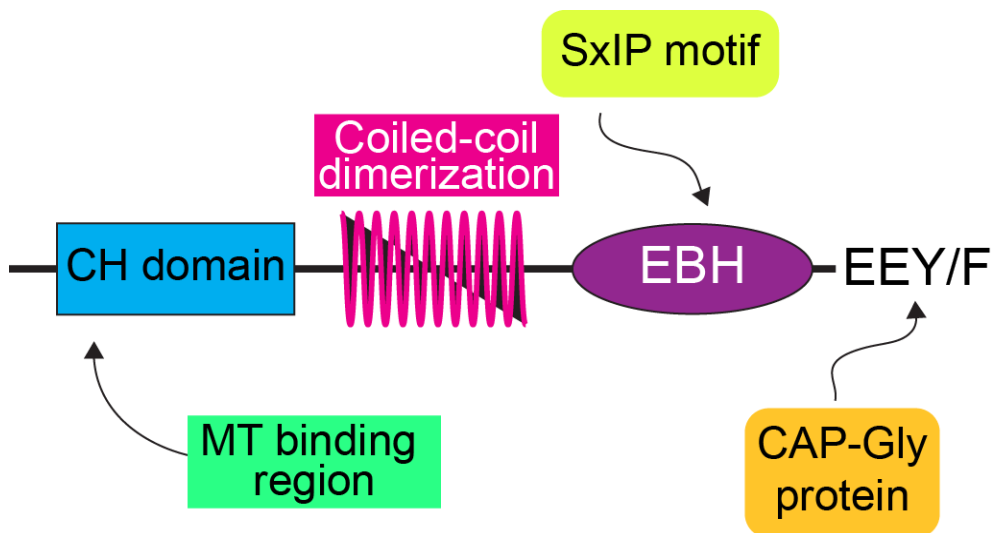 SxIP motif
Coiled-coil
dimerization
CH domain
EBH
EEY/F
MT binding
region
CAP-Gly
protein